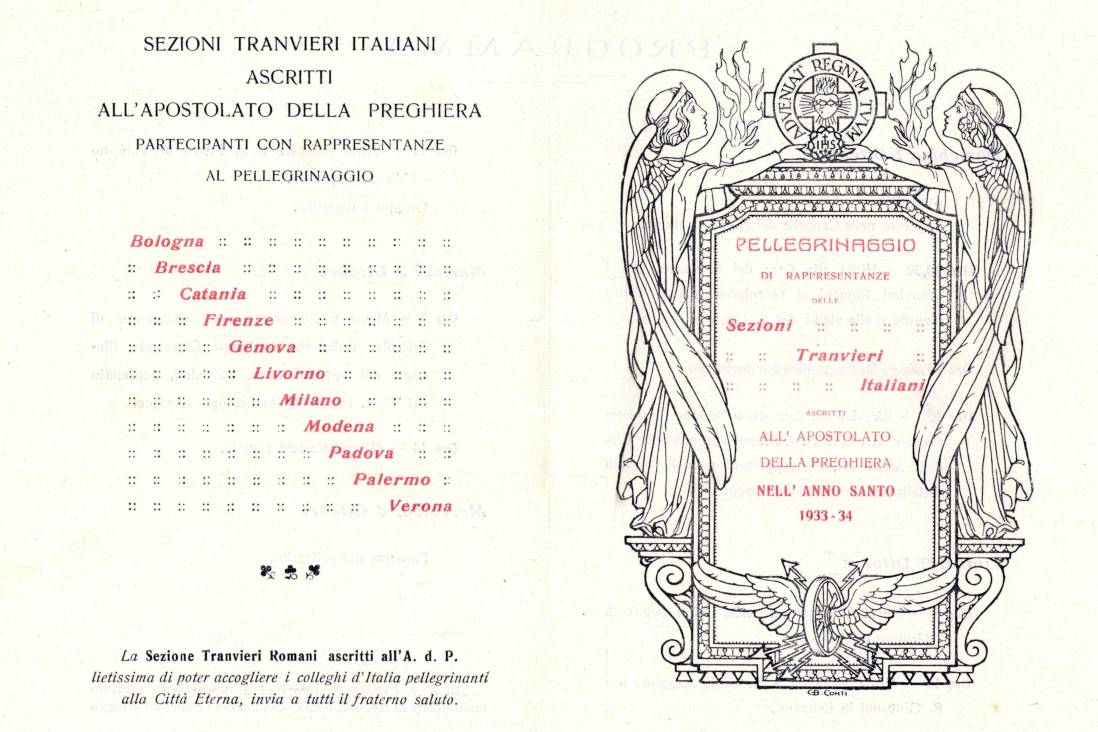 SEZIONI TRANVIERI ITALIANI
ASCRITTI
ALL'APOSTOLATO DELLA PREGHIERA
PARTECIPANTI CON RAPPRESENTANZE
AL PELLEGRINAGGIO
Bologna :: :: :: :: :: :: :: :: :: ::
:: Brescia :: :: :: :: :: :: :: :: ::
:: :: Catania :: :: :: :: :: :: :: ::
:: :: :: Firenze :: :: :: :: :: :: ::
:: :: :: :: Genova :: :: :: :: :: ::
:: :: :: :: :: Livorno :: :: :: :: ::
:: :: :: :: :: :: Milano :: :: :: ::
:: :: :: :: :: :: :: Modena :: :: ::
:: :: :: :: :: :: :: :: Padova :: ::
:: :: :: :: :: :: :: :: :: Palermo ::
:: :: :: :: :: :: :: :: :: :: Verona
La Sezione Tranvieri Romani ascritti all'A. d. P.
lietissima di poter accogliere i colleghi d'Italia pellegrinanti
alla Città Eterna, invia a tutti il fraterno saluto.
ADVENIAT REGNVM TVVM
IHS
PELLEGRINAGGIO
DI RAPPRESENTANZE
DELLE
Sezioni :: :: :: ::
:: :: Tranvieri ::
:: :: :: :: Italiani
ASCRITTI
ALL' APOSTOLATO
DELLA PREGHIERA
NELL' ANNO SANTO
1933-34
G.B. CONTI